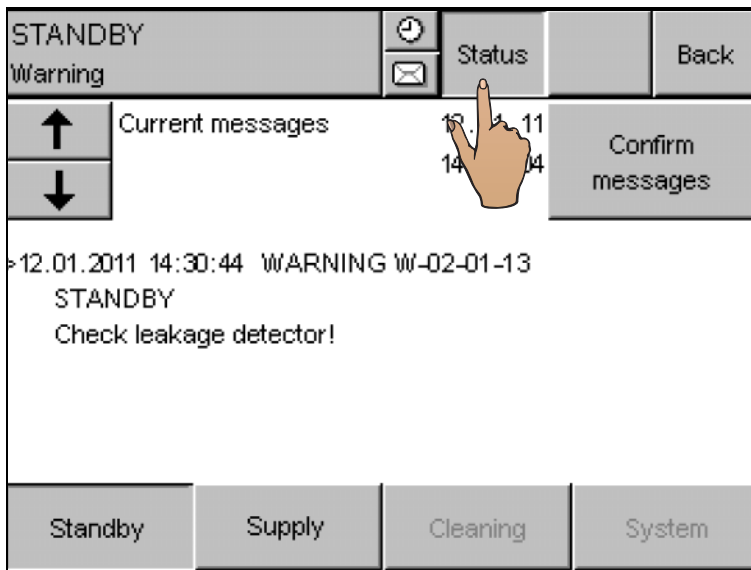 STANDBY
Warning
Status
Back
Current messages
11
Confirm
messages
>12.01.2011 14:30:44 WARNING W-02-01-13
STANDBY
Check leakage detector!
Standby
Supply
Cleaning
System